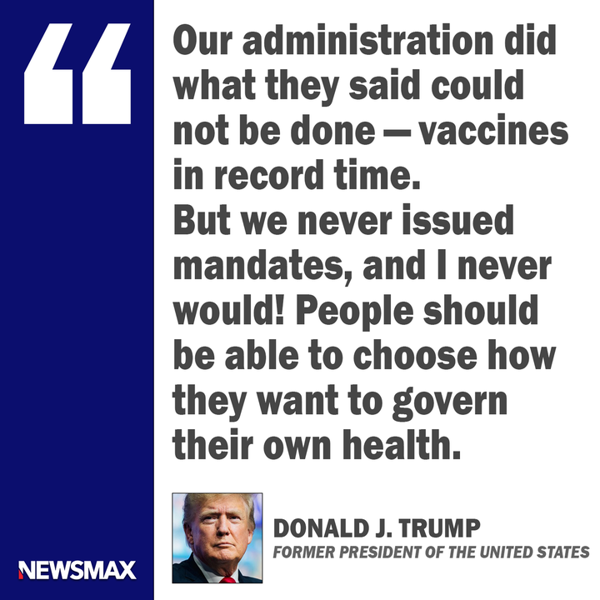 Our administration did
what they said could
not be done — vaccines
in record time.
But we never issued
mandates, and I never
would! People should
be able to choose how
they want to govern
their own health.
DONALD J. TRUMP
FORMER PRESIDENT OF THE UNITED STATES
NEWSMAX